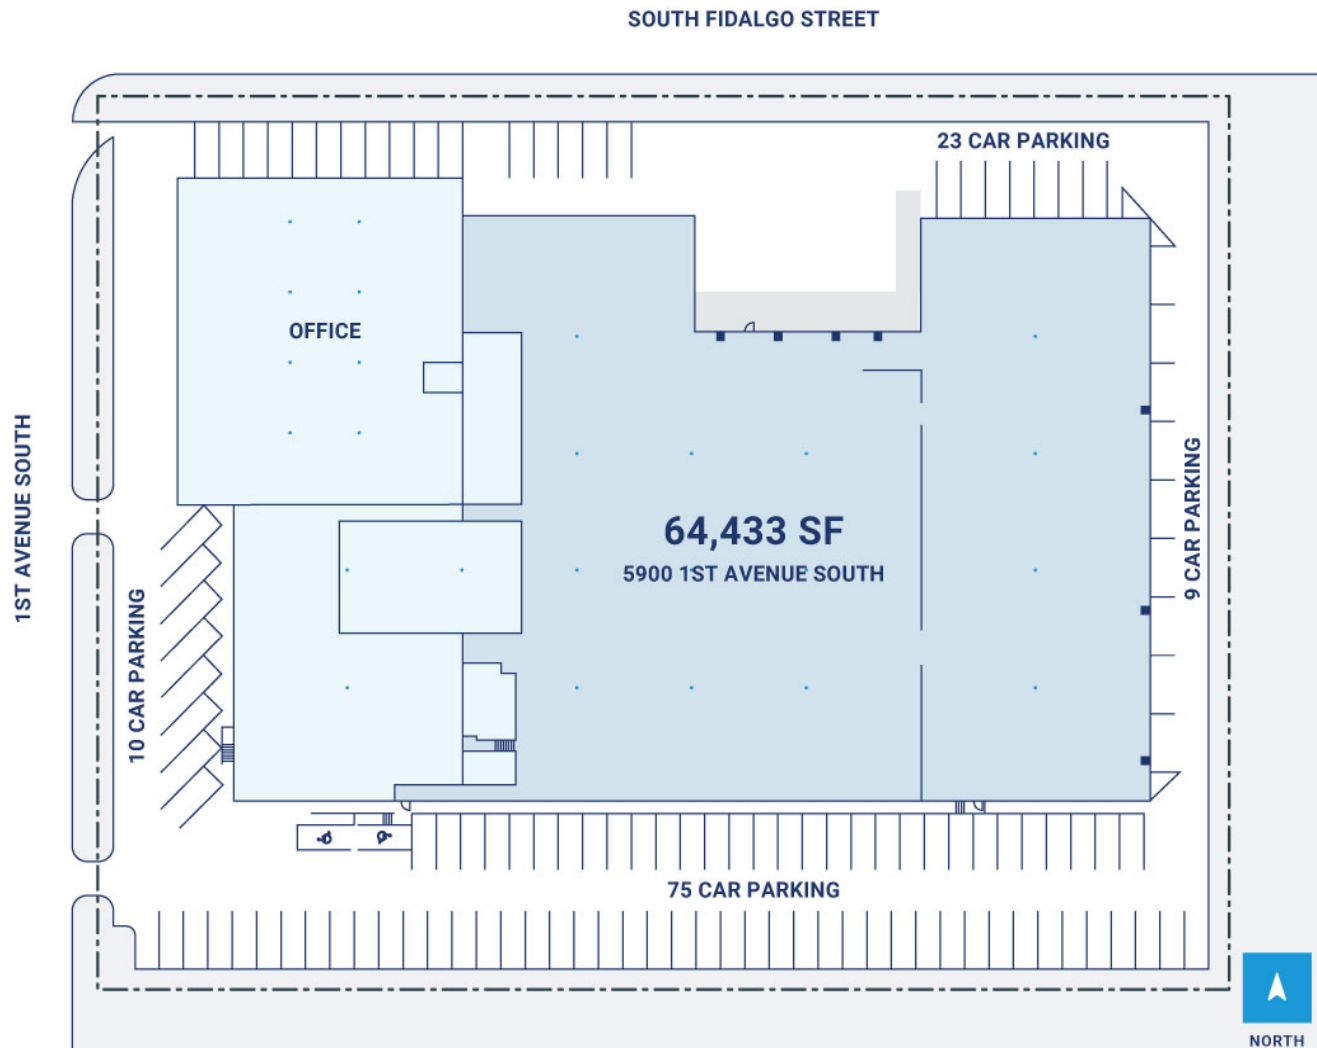 SOUTH FIDALGO STREET
23 CAR PARKING
OFFICE
1ST AVENUE SOUTH
64,433 SF
5900 1ST AVENUE SOUTH
9 CAR PARKING
10 CAR PARKING
75 CAR PARKING
NORTH